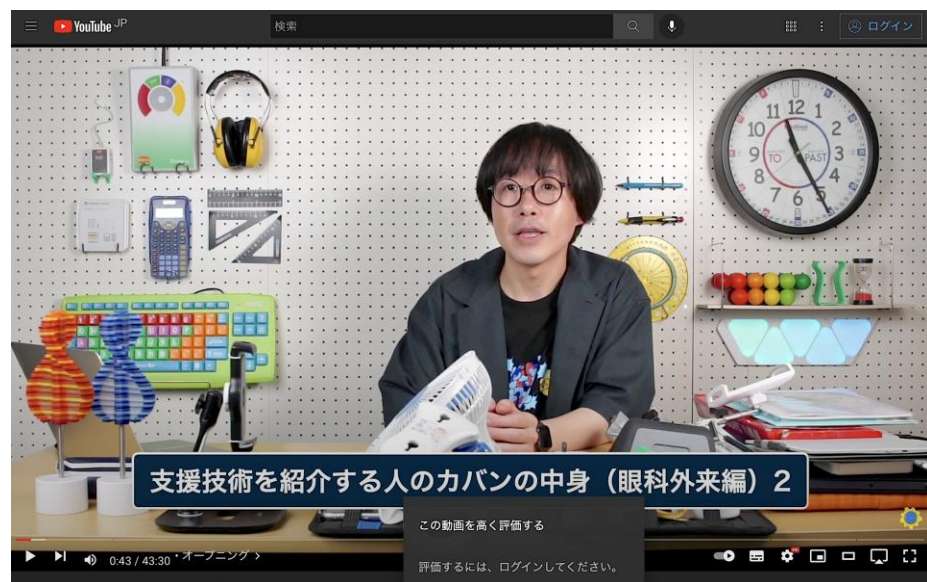 YouTube JP
検索
ログイン
11 12 1
10 2
9 TO PAST 3
8 4
7 6 5
支援技術を紹介する人のカバンの中身（眼科外来編）２
この動画を高く評価する
評価するには、ログインしてください。
0:43 / 43:30 ・オープニング ›